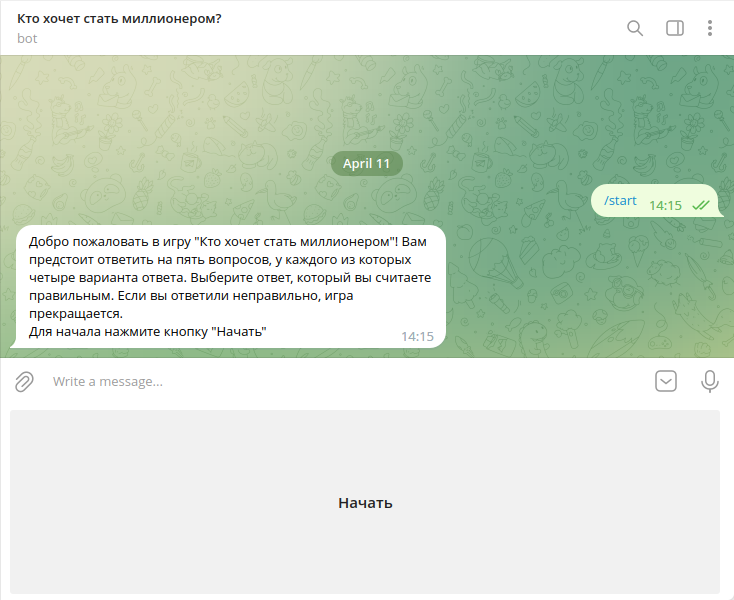 Кто хочет стать миллионером?
bot
April 11
/start 14:15
Добро пожаловать в игру "Кто хочет стать миллионером"! Вам
предстоит ответить на пять вопросов, у каждого из которых
четыре варианта ответа. Выберите ответ, который вы считаете
правильным. Если вы ответили неправильно, игра
прекращается.
Для начала нажмите кнопку "Начать"
14:15
Write a message...
Начать